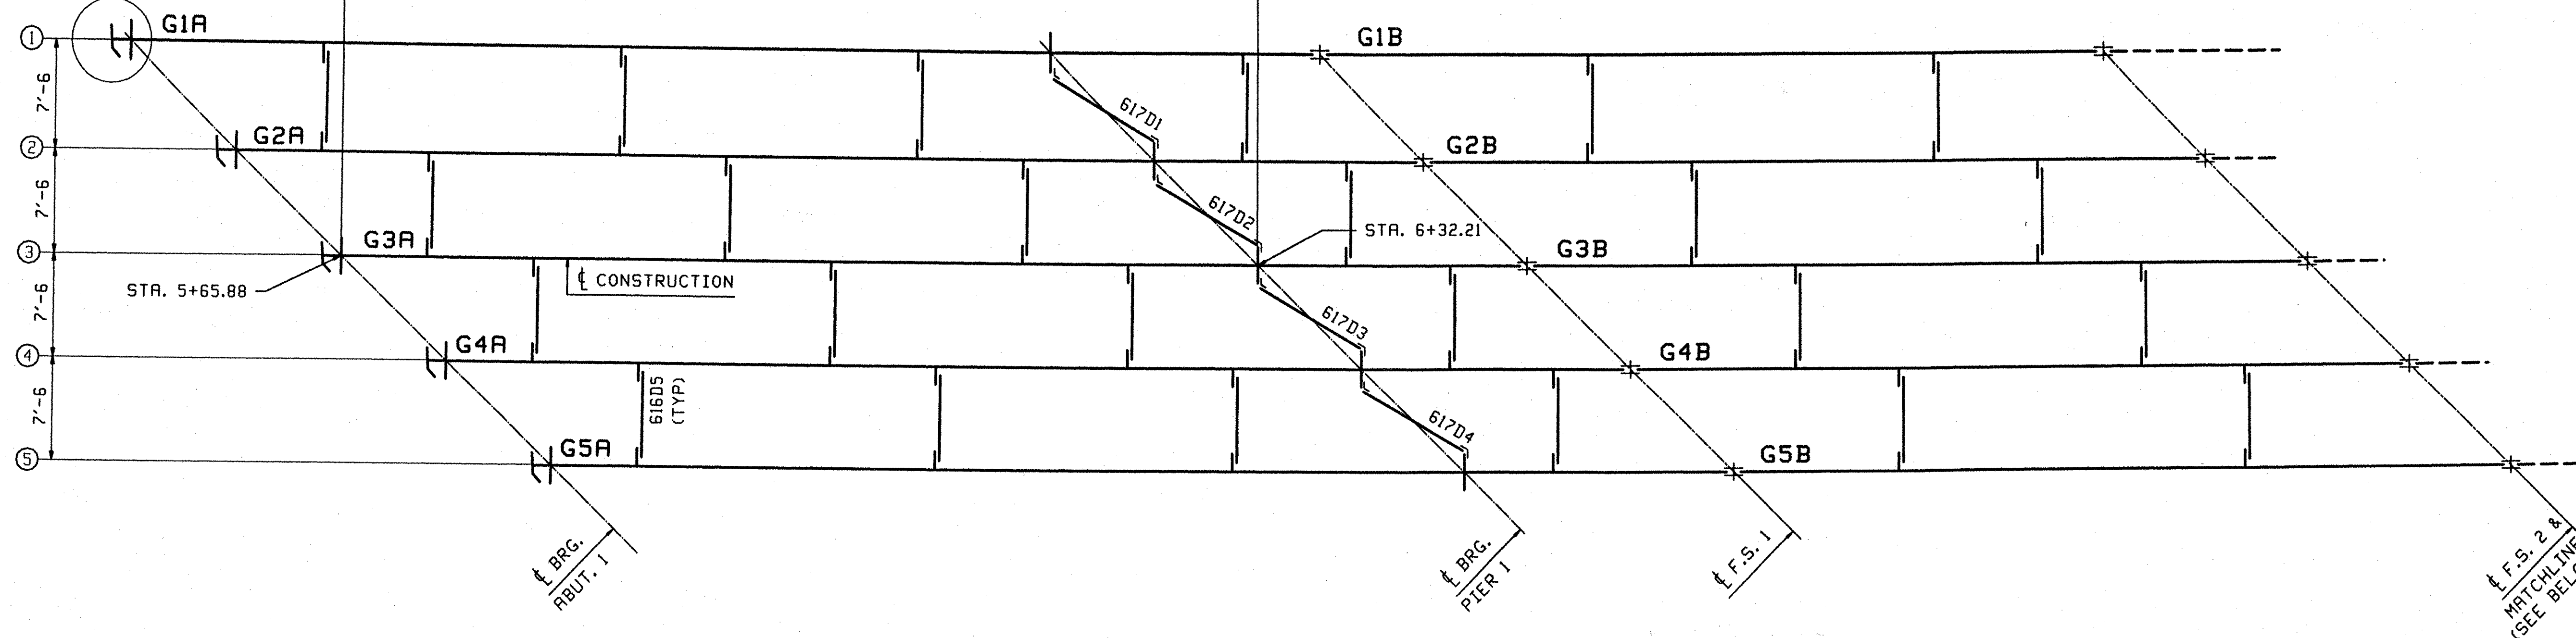 G1A
G1B
1
7'-6
617D1
G2A
G2B
2
7'-6
617D2
STA. 6+32.21
G3A
G3B
3
℄ CONSTRUCTION
STA. 5+65.88
7'-6
617D3
G4A
G4B
4
616D5
(TYP)
7'-6
617D4
G5A
G5B
5
℄ BRG.
ABUT. 1
℄ BRG.
PIER 1
℄ F.S. 1
℄ F.S. 2 &
MATCHLINE
(SEE